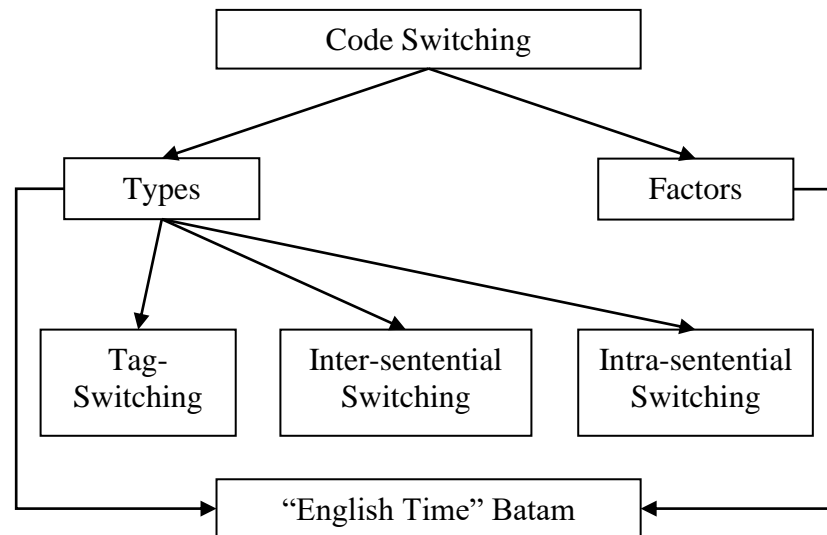 Code Switching
Types
Factors
Tag-
Switching
Inter-sentential
Switching
Intra-sentential
Switching
“English Time” Batam